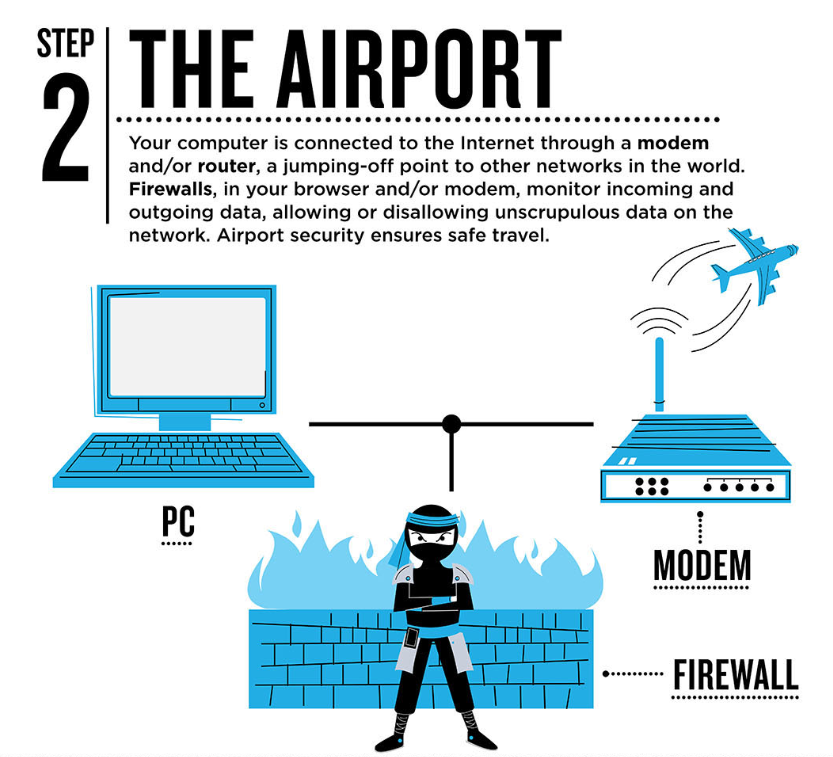 STEP
2
THE AIRPORT
Your computer is connected to the Internet through a modem
and/or router, a jumping-off point to other networks in the world.
Firewalls, in your browser and/or modem, monitor incoming and
outgoing data, allowing or disallowing unscrupulous data on the
network. Airport security ensures safe travel.
PC
MODEM
FIREWALL